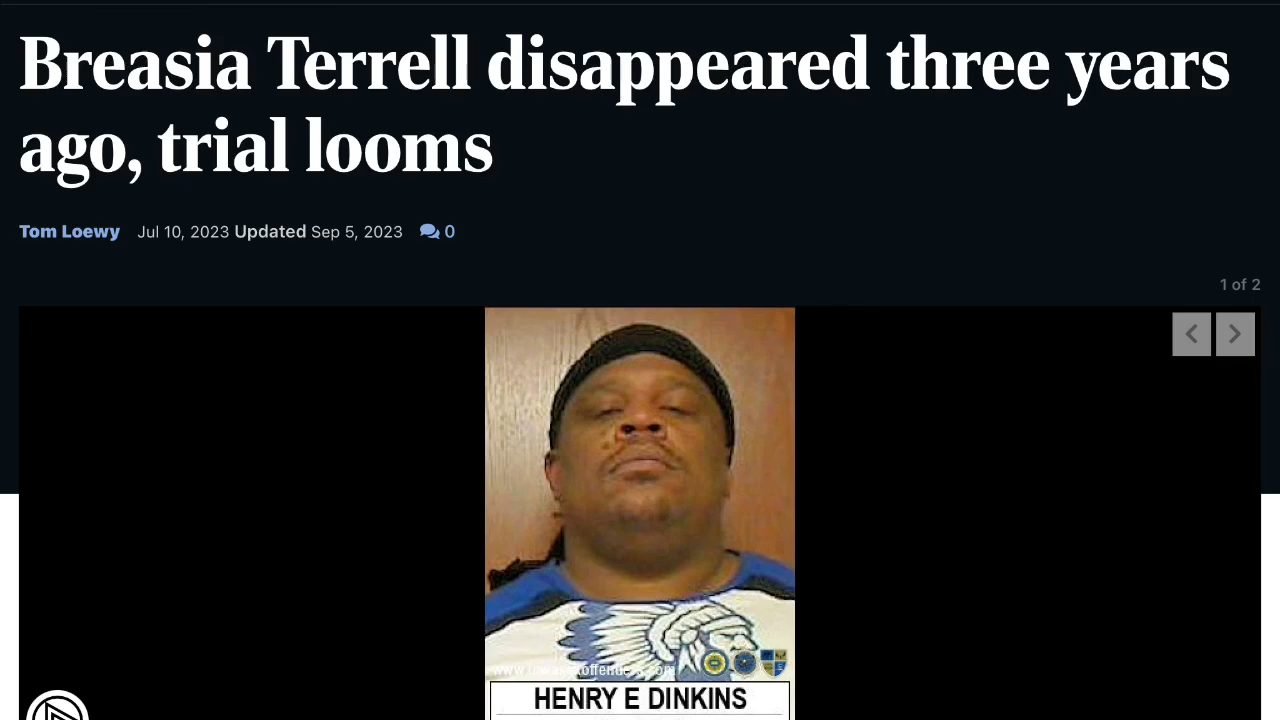 Breasia Terrell disappeared three years
ago, trial looms
Tom Loewy Jul 10, 2023 Updated Sep 5, 2023 0
1 of 2
HENRY E DINKINS